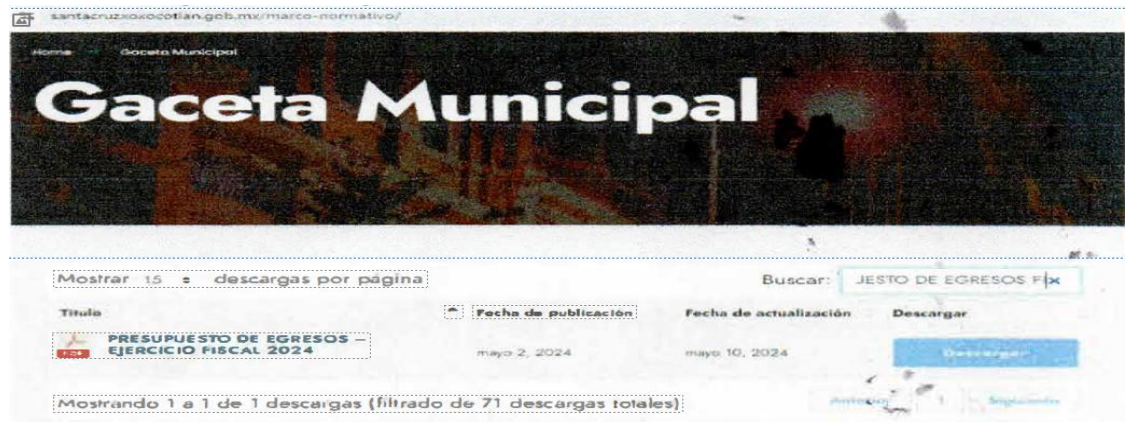 santacruzxoxocotlan.gob.mx/marco-normativo/
Home Gaceta Municipal
Gaceta Municipal
Mostrar 15 descargas por página
Buscar: JESTO DE EGRESOS F
Título Fecha de publicación Fecha de actualización Descargar
PRESUPUESTO DE EGRESOS –
EJERCICIO FISCAL 2024
mayo 2, 2024 mayo 10, 2024 Descargar
Mostrando 1 a 1 de 1 descargas (filtrado de 71 descargas totales)
Anterior 1 Siguiente